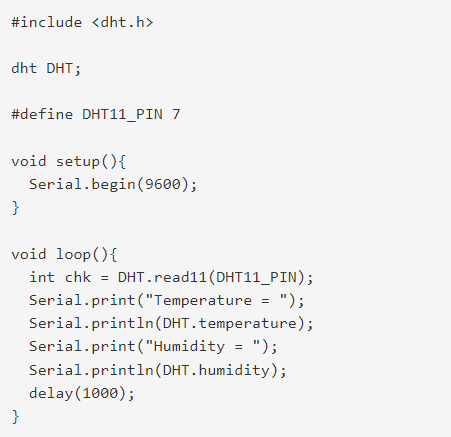 #include <dht.h>
dht DHT;
#define DHT11_PIN 7
void setup(){
  Serial.begin(9600);
}
void loop(){
  int chk = DHT.read11(DHT11_PIN);
  Serial.print("Temperature = ");
  Serial.println(DHT.temperature);
  Serial.print("Humidity = ");
  Serial.println(DHT.humidity);
  delay(1000);
}